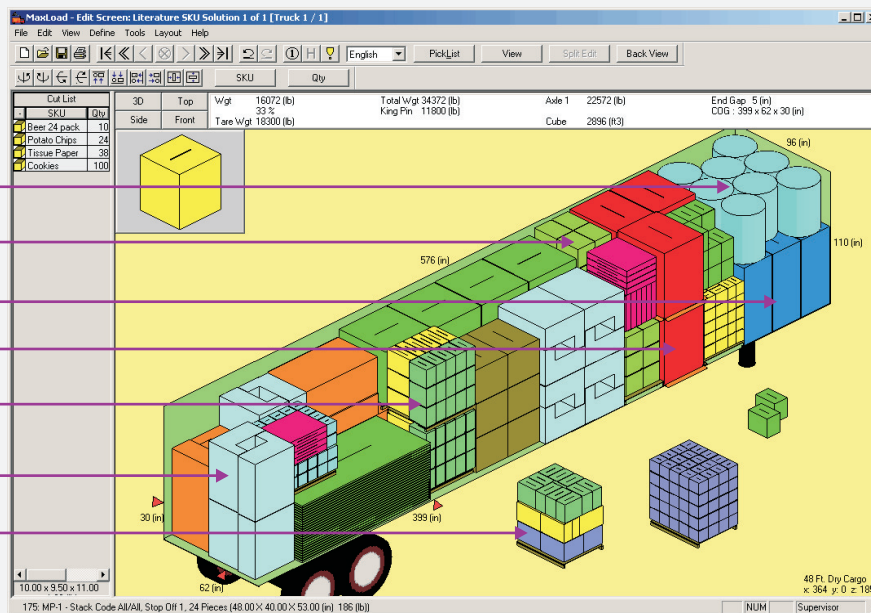 MaxLoad - Edit Screen: Literature SKU Solution 1 of 1 [Truck 1 / 1]
File Edit View Define Tools Layout Help
English PickList View Split Edit Back View
SKU Qty
Cut List
- SKU Qty
Beer 24 pack 10
Potato Chips 24
Tissue Paper 38
Cookies 100
3D Top
Side Front
Wgt 16072 (lb) Total Wgt 34372 (lb) Axle 1 22572 (lb) End Gap 5 (in)
33 % King Pin 11800 (lb) COG : 399 x 62 x 30 (in)
Tare Wgt 18300 (lb) Cube 2896 (ft3)
96 (in)
110 (in)
576 (in)
30 (in)
399 (in)
62 (in)
48 Ft. Dry Cargo
x: 364 y: 0 z: 185
10.00 x 9.50 x 11.00
175: MP-1 - Stack Code All/All, Stop Off 1, 24 Pieces (48.00 X 40.00 X 53.00 (in) 186 (lb))
NUM Supervisor